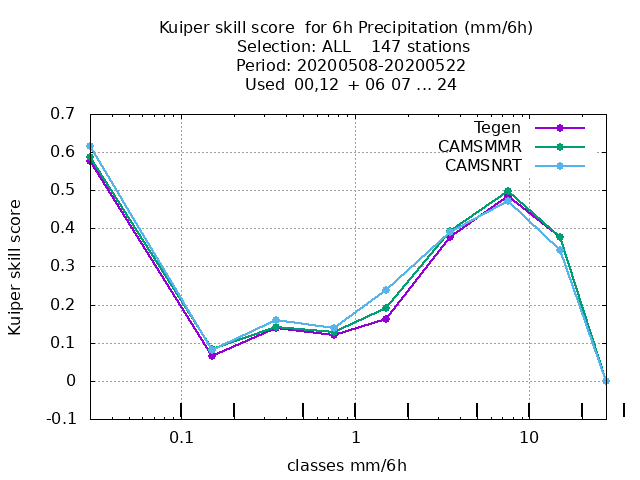 Kuiper skill score  for 6h Precipitation (mm/6h)
Selection: ALL    147 stations
Period: 20200508-20200522
Used  00,12  + 06 07 ... 24
Tegen
CAMSMMR
CAMSNRT
0.7
0.6
0.5
0.4
0.3
0.2
0.1
0
-0.1
Kuiper skill score
0.1
1
10
classes mm/6h